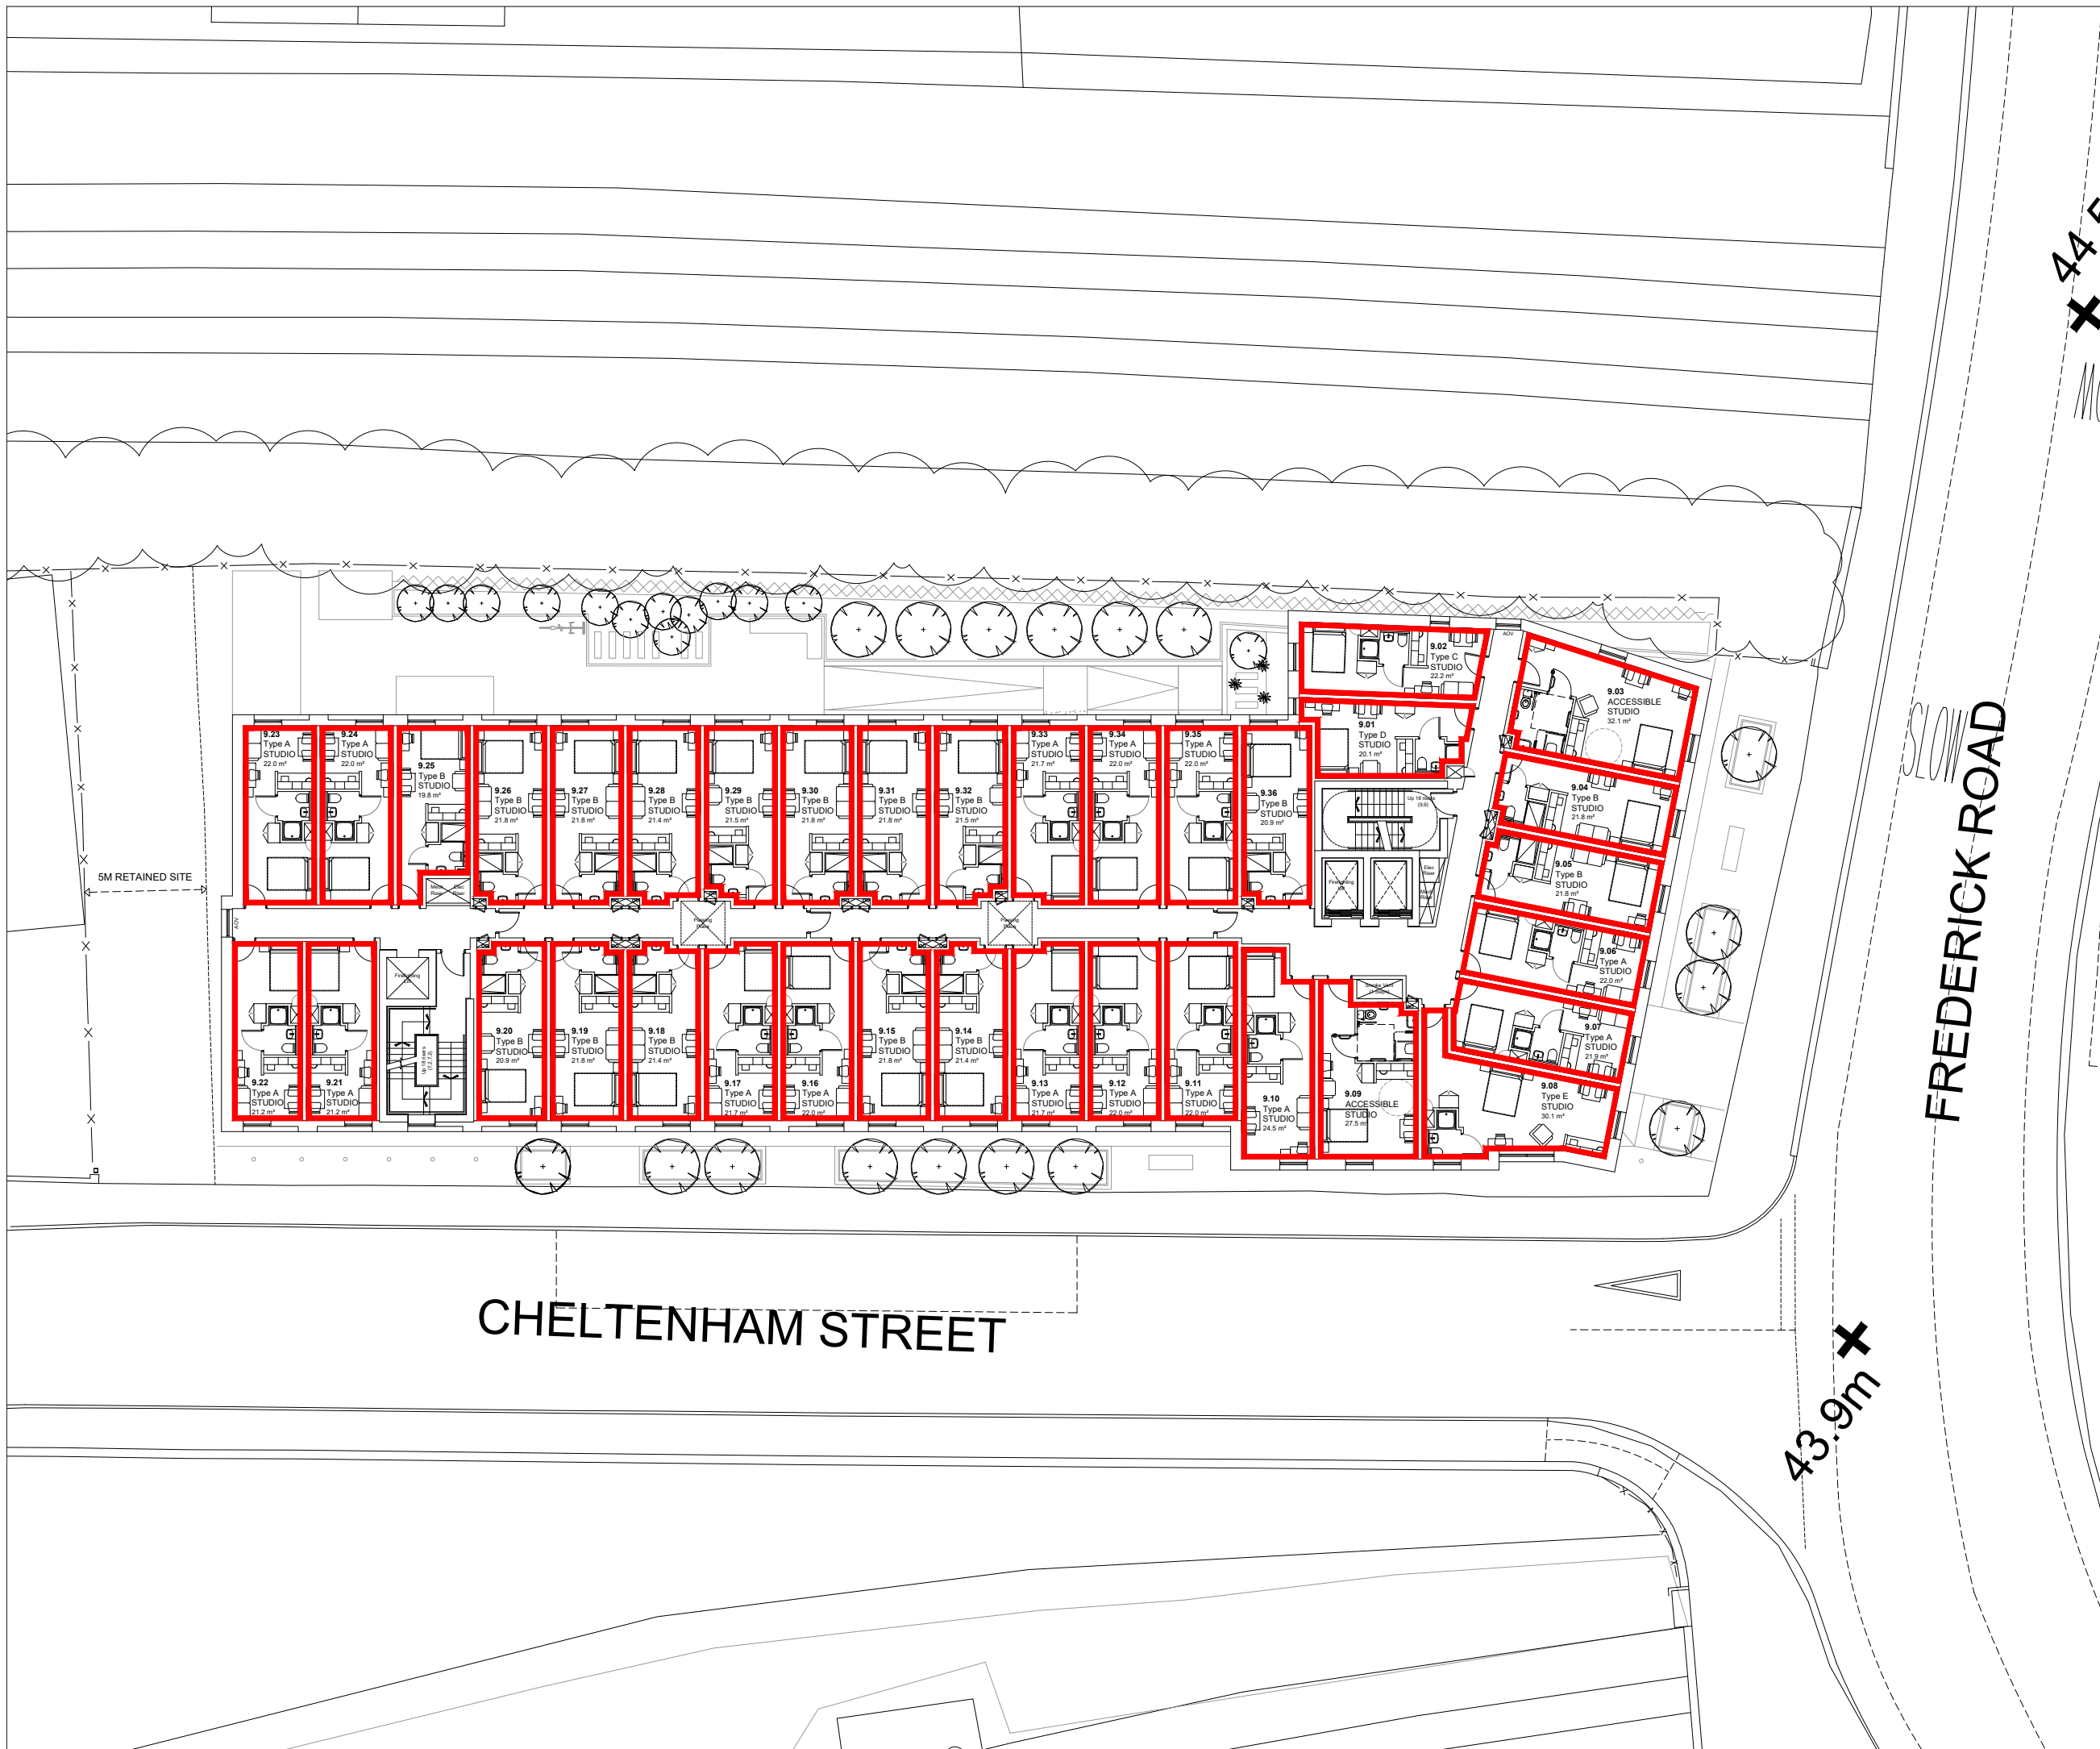 44.5
SLOW
FREDERICK ROAD
9.02
Type C
STUDIO
22.2 m²
AOV
9.03
ACCESSIBLE
STUDIO
32.1 m²
9.01
Type D
STUDIO
20.1 m²
9.23
Type A
STUDIO
22.0 m²
9.24
Type A
STUDIO
22.0 m²
9.25
Type B
STUDIO
19.8 m²
9.26
Type B
STUDIO
21.8 m²
9.27
Type B
STUDIO
21.8 m²
9.28
Type B
STUDIO
21.4 m²
9.29
Type B
STUDIO
21.5 m²
9.30
Type B
STUDIO
21.8 m²
9.31
Type B
STUDIO
21.8 m²
9.32
Type B
STUDIO
21.5 m²
9.33
Type A
STUDIO
21.7 m²
9.34
Type A
STUDIO
22.0 m²
9.35
Type A
STUDIO
22.0 m²
9.36
Type B
STUDIO
20.9 m²
9.04
Type B
STUDIO
21.8 m²
9.05
Type B
STUDIO
21.8 m²
9.06
Type A
STUDIO
22.0 m²
9.07
Type A
STUDIO
21.9 m²
9.08
Type E
STUDIO
30.1 m²
5M RETAINED SITE
AOV
Elec
Riser
Elec
Riser
Passing
Place
Passing
Place
9.22
Type A
STUDIO
21.2 m²
9.21
Type A
STUDIO
21.2 m²
9.20
Type B
STUDIO
20.9 m²
9.19
Type B
STUDIO
21.8 m²
9.18
Type B
STUDIO
21.4 m²
9.17
Type A
STUDIO
21.7 m²
9.16
Type A
STUDIO
22.0 m²
9.15
Type B
STUDIO
21.8 m²
9.14
Type B
STUDIO
21.4 m²
9.13
Type A
STUDIO
21.7 m²
9.12
Type A
STUDIO
22.0 m²
9.11
Type A
STUDIO
22.0 m²
9.10
Type A
STUDIO
24.5 m²
9.09
ACCESSIBLE
STUDIO
27.5 m²
CHELTENHAM STREET
43.9m